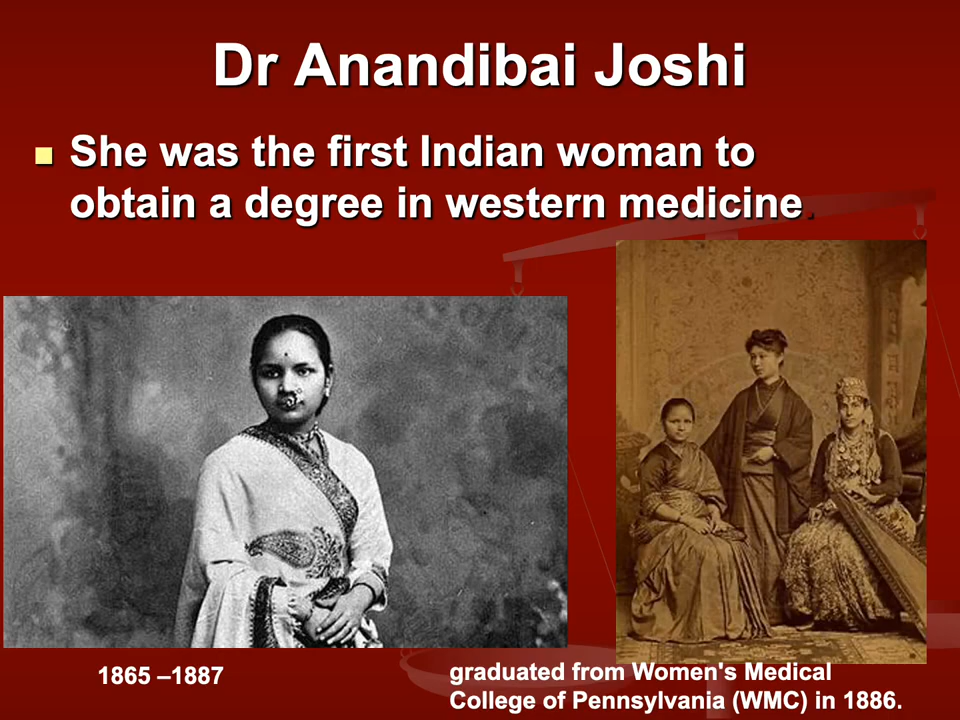 Dr Anandibai Joshi
She was the first Indian woman to
obtain a degree in western medicine.
1865 –1887
graduated from Women's Medical
College of Pennsylvania (WMC) in 1886.